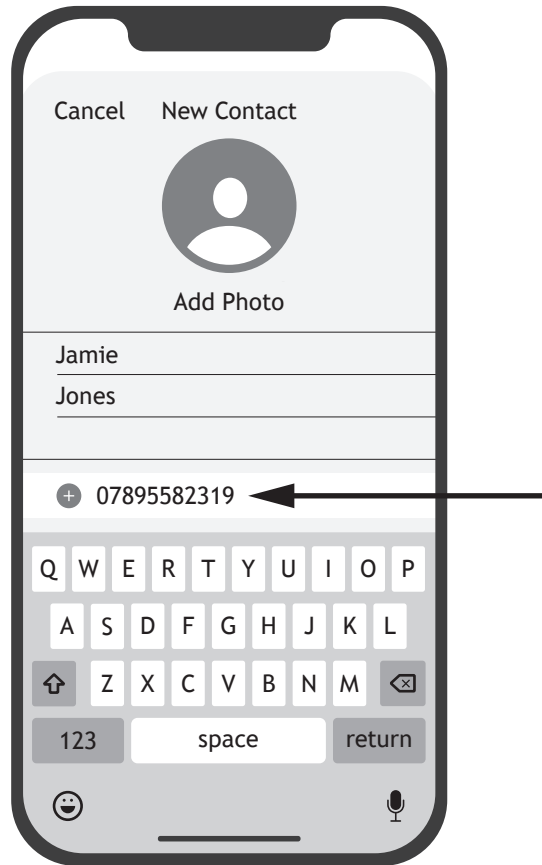 Cancel New Contact
Add Photo
Jamie
Jones
+ 07895582319
Q W E R T Y U I O P
A S D F G H J K L
Z X C V B N M
123 space return